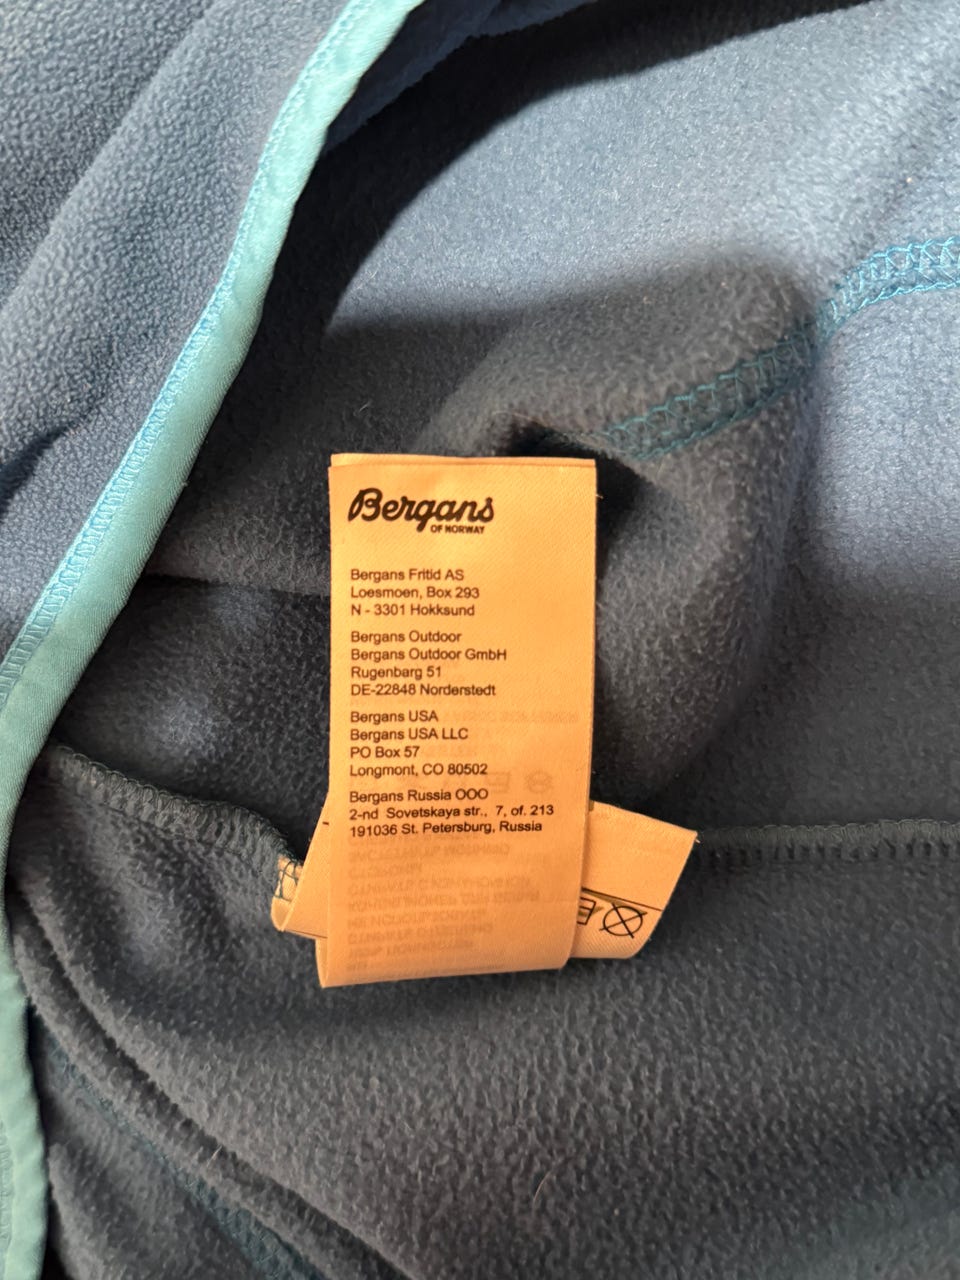 Bergans
OF NORWAY
Bergans Fritid AS
Loesmoen, Box 293
N - 3301 Hokksund
Bergans Outdoor
Bergans Outdoor GmbH
Rugenbarg 51
DE-22848 Norderstedt
Bergans USA
Bergans USA LLC
PO Box 57
Longmont, CO 80502
Bergans Russia OOO
2-nd Sovetskaya str., 7, of. 213
191036 St. Petersburg, Russia